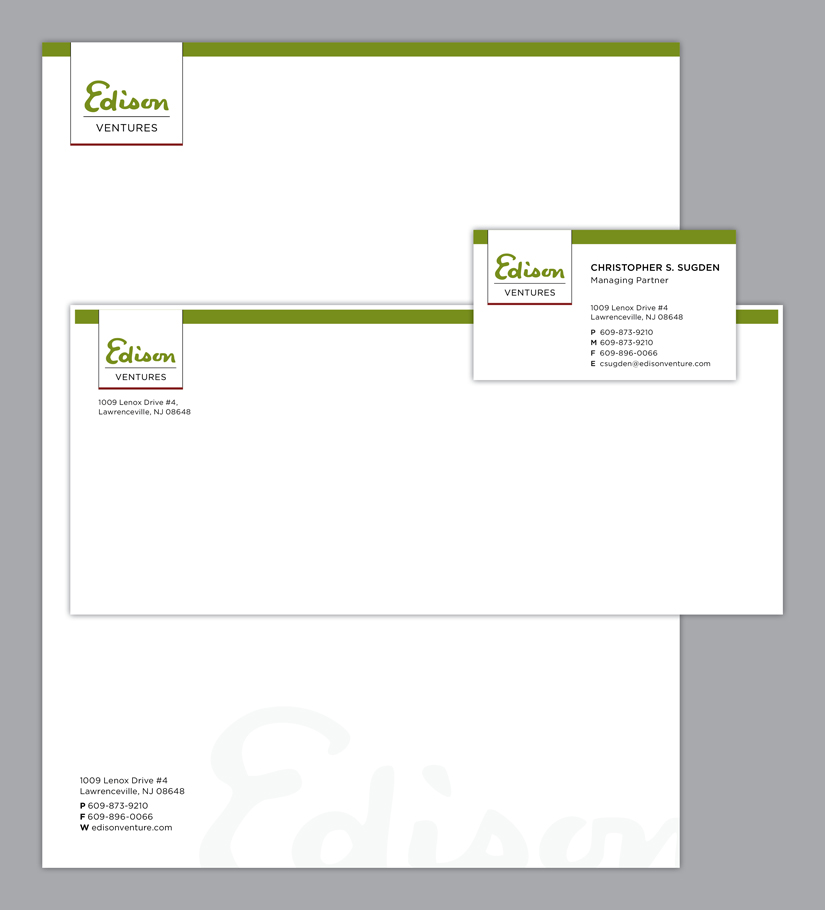 Edison
VENTURES
Edison
VENTURES
CHRISTOPHER S. SUGDEN
Managing Partner
1009 Lenox Drive #4
Lawrenceville, NJ 08648
P 609-873-9210
M 609-873-9210
F 609-896-0066
E csugden@edisonventure.com
Edison
VENTURES
1009 Lenox Drive #4,
Lawrenceville, NJ 08648
Edison
1009 Lenox Drive #4
Lawrenceville, NJ 08648
P 609-873-9210
F 609-896-0066
W edisonventure.com